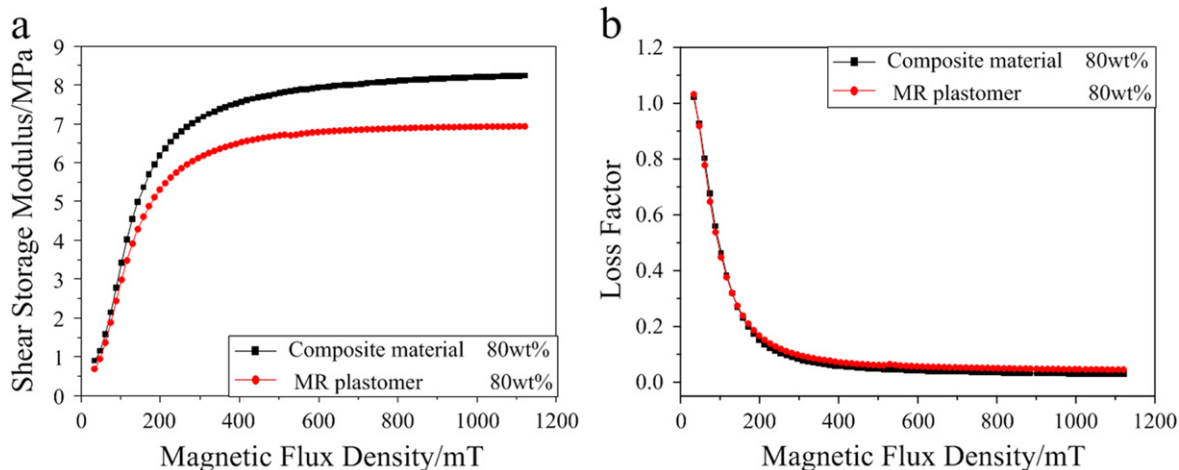 a
Shear Storage Modulus/MPa
9
8
7
6
5
4
3
2
1
0
Composite material 80wt%
MR plastomer 80wt%
0 200 400 600 800 1000 1200
Magnetic Flux Density/mT
b
Loss Factor
1.2
1.0
0.8
0.6
0.4
0.2
0.0
Composite material 80wt%
MR plastomer 80wt%
0 200 400 600 800 1000 1200
Magnetic Flux Density/mT